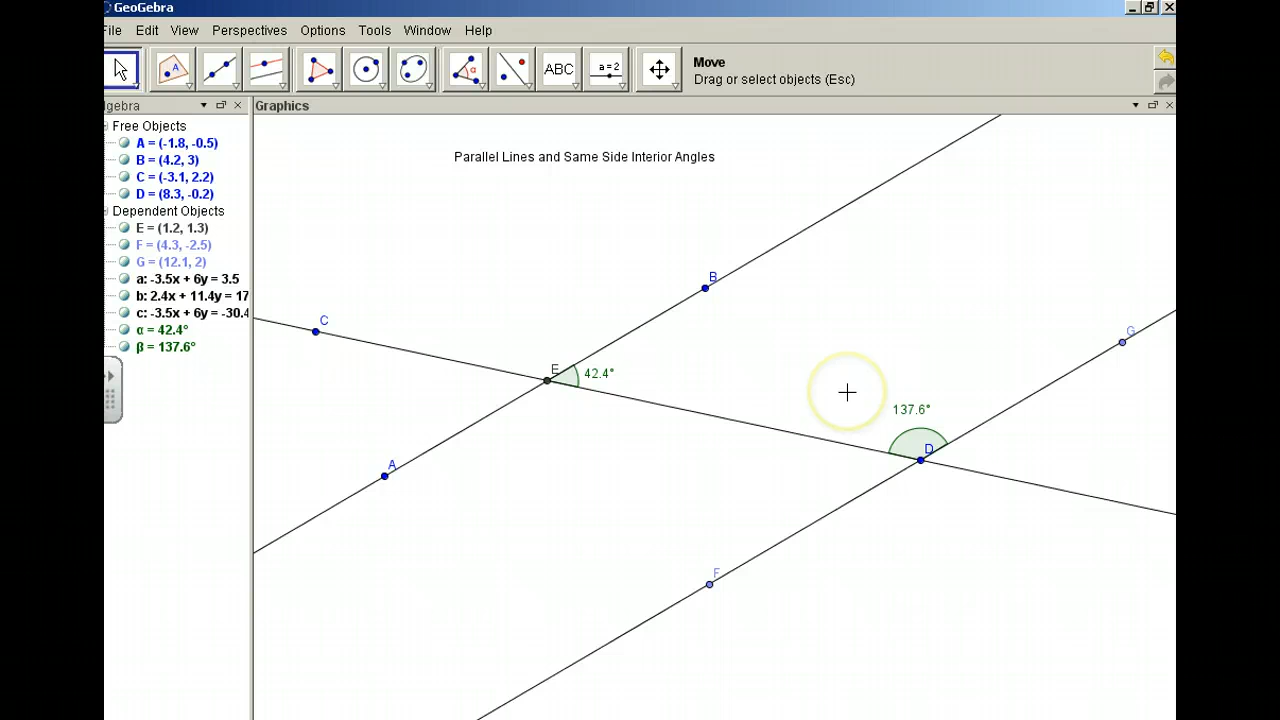 GeoGebra
File Edit View Perspectives Options Tools Window Help
A
α
ABC
a=2
Move
Drag or select objects (Esc)
lgebra
Graphics
Free Objects
A = (-1.8, -0.5)
B = (4.2, 3)
C = (-3.1, 2.2)
D = (8.3, -0.2)
Dependent Objects
E = (1.2, 1.3)
F = (4.3, -2.5)
G = (12.1, 2)
a: -3.5x + 6y = 3.5
b: 2.4x + 11.4y = 17
c: -3.5x + 6y = -30.4
α = 42.4°
β = 137.6°
Parallel Lines and Same Side Interior Angles
B
C
G
E
42.4°
137.6°
D
A
F